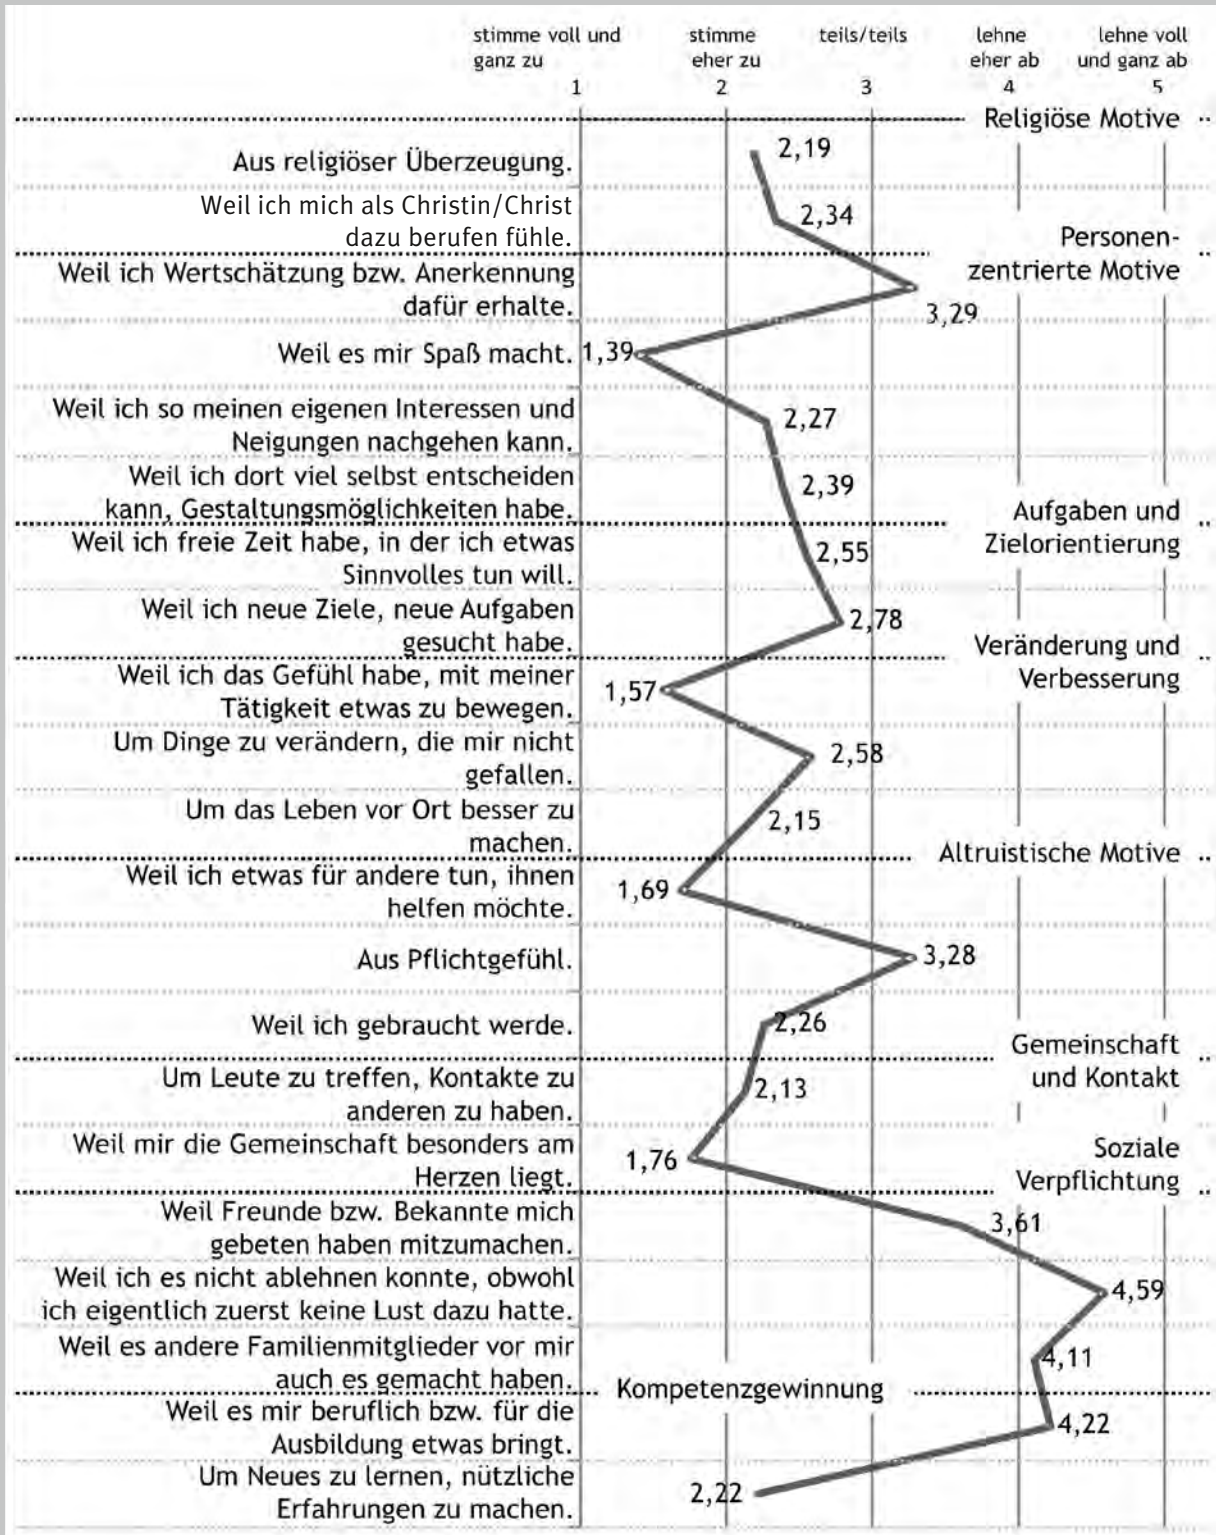 stimme voll und ganz zu
stimme eher zu
teils/teils
lehne eher ab
lehne voll und ganz ab
1 2 3 4 5
Religiöse Motive
Aus religiöser Überzeugung.
2,19
Weil ich mich als Christin/Christ
dazu berufen fühle.
2,34
Personen-
zentrierte Motive
Weil ich Wertschätzung bzw. Anerkennung
dafür erhalte.
3,29
Weil es mir Spaß macht.
1,39
Weil ich so meinen eigenen Interessen und
Neigungen nachgehen kann.
2,27
Weil ich dort viel selbst entscheiden
kann, Gestaltungsmöglichkeiten habe.
2,39
Aufgaben und
Zielorientierung
Weil ich freie Zeit habe, in der ich etwas
Sinnvolles tun will.
2,55
Weil ich neue Ziele, neue Aufgaben
gesucht habe.
2,78
Veränderung und
Verbesserung
Weil ich das Gefühl habe, mit meiner
Tätigkeit etwas zu bewegen.
1,57
Um Dinge zu verändern, die mir nicht
gefallen.
2,58
Um das Leben vor Ort besser zu
machen.
2,15
Altruistische Motive
Weil ich etwas für andere tun, ihnen
helfen möchte.
1,69
Aus Pflichtgefühl.
3,28
Weil ich gebraucht werde.
2,26
Gemeinschaft
und Kontakt
Um Leute zu treffen, Kontakte zu
anderen zu haben.
2,13
Weil mir die Gemeinschaft besonders am
Herzen liegt.
1,76
Soziale
Verpflichtung
Weil Freunde bzw. Bekannte mich
gebeten haben mitzumachen.
3,61
Weil ich es nicht ablehnen konnte, obwohl
ich eigentlich zuerst keine Lust dazu hatte.
4,59
Weil es andere Familienmitglieder vor mir
auch es gemacht haben.
4,11
Kompetenzgewinnung
Weil es mir beruflich bzw. für die
Ausbildung etwas bringt.
4,22
Um Neues zu lernen, nützliche
Erfahrungen zu machen.
2,22